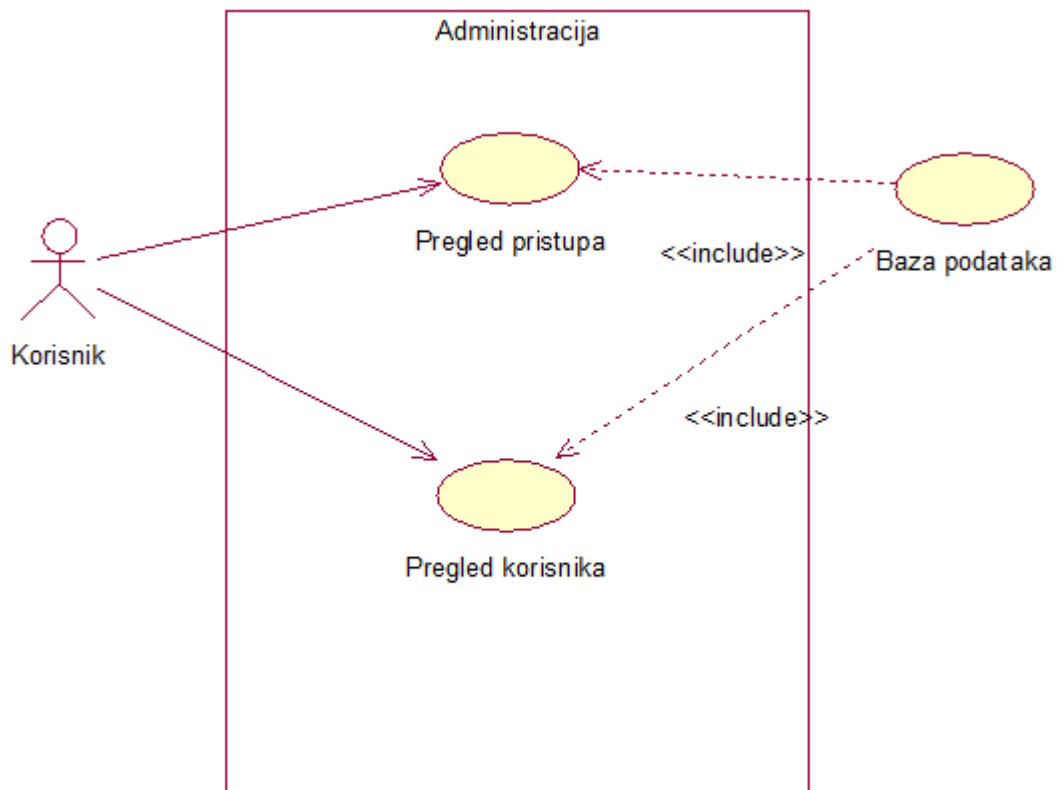 Administracija
Pregled pristupa
<<include>>
Baza podataka
Korisnik
<<include>>
Pregled korisnika